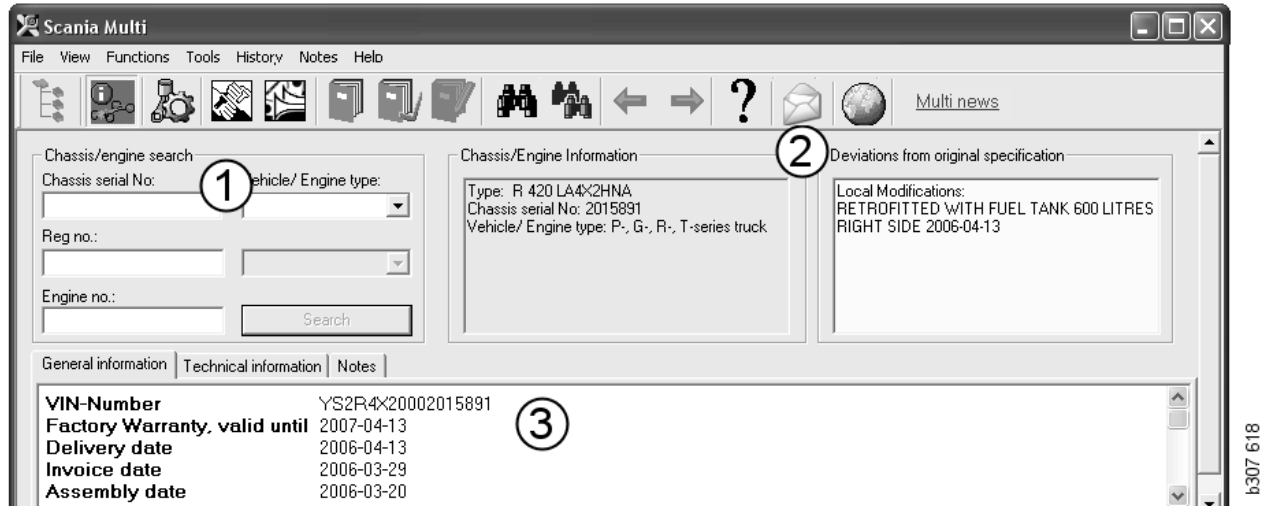 Scania Multi
File View Functions Tools History Notes Help
Multi news
Chassis/engine search
Chassis serial No:
1
ehicle/ Engine type:
Reg no.:
Engine no.:
Search
Chassis/Engine Information
Type: R 420 LA4X2HNA
Chassis serial No: 2015891
Vehicle/ Engine type: P-, G-, R-, T-series truck
2
Deviations from original specification
Local Modifications:
RETROFITTED WITH FUEL TANK 600 LITRES
RIGHT SIDE 2006-04-13
General information Technical information Notes
VIN-Number YS2R4X20002015891
Factory Warranty, valid until 2007-04-13
Delivery date 2006-04-13
Invoice date 2006-03-29
Assembly date 2006-03-20
3
b307 618